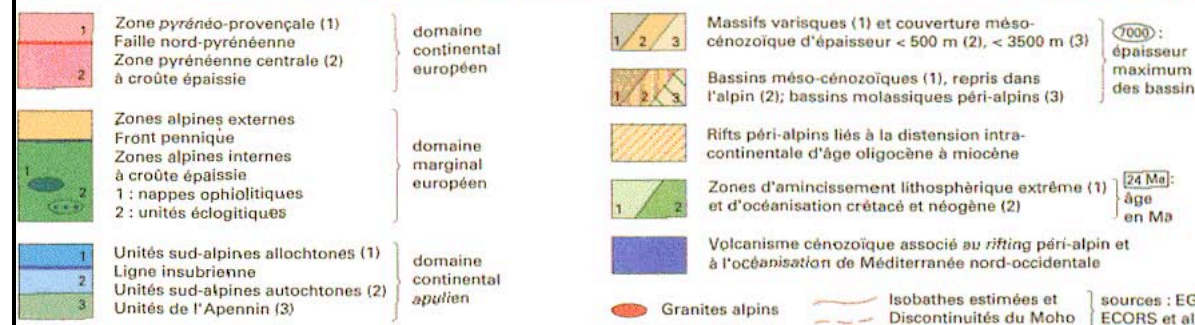 1
2
Zone pyrénéo-provençale (1)
Faille nord-pyrénéenne
Zone pyrénéenne centrale (2)
à croûte épaissie
domaine
continental
européen
1
2
Zones alpines externes
Front pennique
Zones alpines internes
à croûte épaissie
1 : nappes ophiolitiques
2 : unités éclogitiques
domaine
marginal
européen
1
2
3
Unités sud-alpines allochtones (1)
Ligne insubrienne
Unités sud-alpines autochtones (2)
Unités de l'Apennin (3)
domaine
continental
apulien
1 2 3
Massifs varisques (1) et couverture méso-
cénozoïque d'épaisseur < 500 m (2), < 3500 m (3)
1 2 3
Bassins méso-cénozoïques (1), repris dans
l'alpin (2); bassins molassiques péri-alpins (3)
7000 :
épaisseur
maximum
des bassin
Rifts péri-alpins liés à la distension intra-
continentale d'âge oligocène à miocène
1 2
Zones d'amincissement lithosphèrique extrême (1)
et d'océanisation crétacé et néogène (2)
24 Ma :
âge
en Ma
Volcanisme cénozoïque associé au rifting péri-alpin et
à l'océanisation de Méditerranée nord-occidentale
Granites alpins
Isobathes estimées et
Discontinuités du Moho
sources : EG
ECORS et al